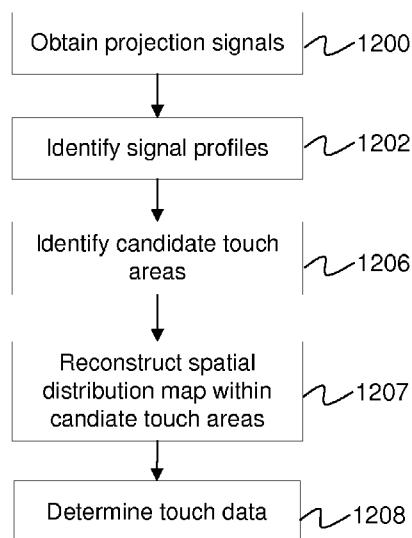 Obtain projection signals
1200
Identify signal profiles
1202
Identify candidate touch
areas
1206
Reconstruct spatial
distribution map within
candiate touch areas
1207
Determine touch data
1208